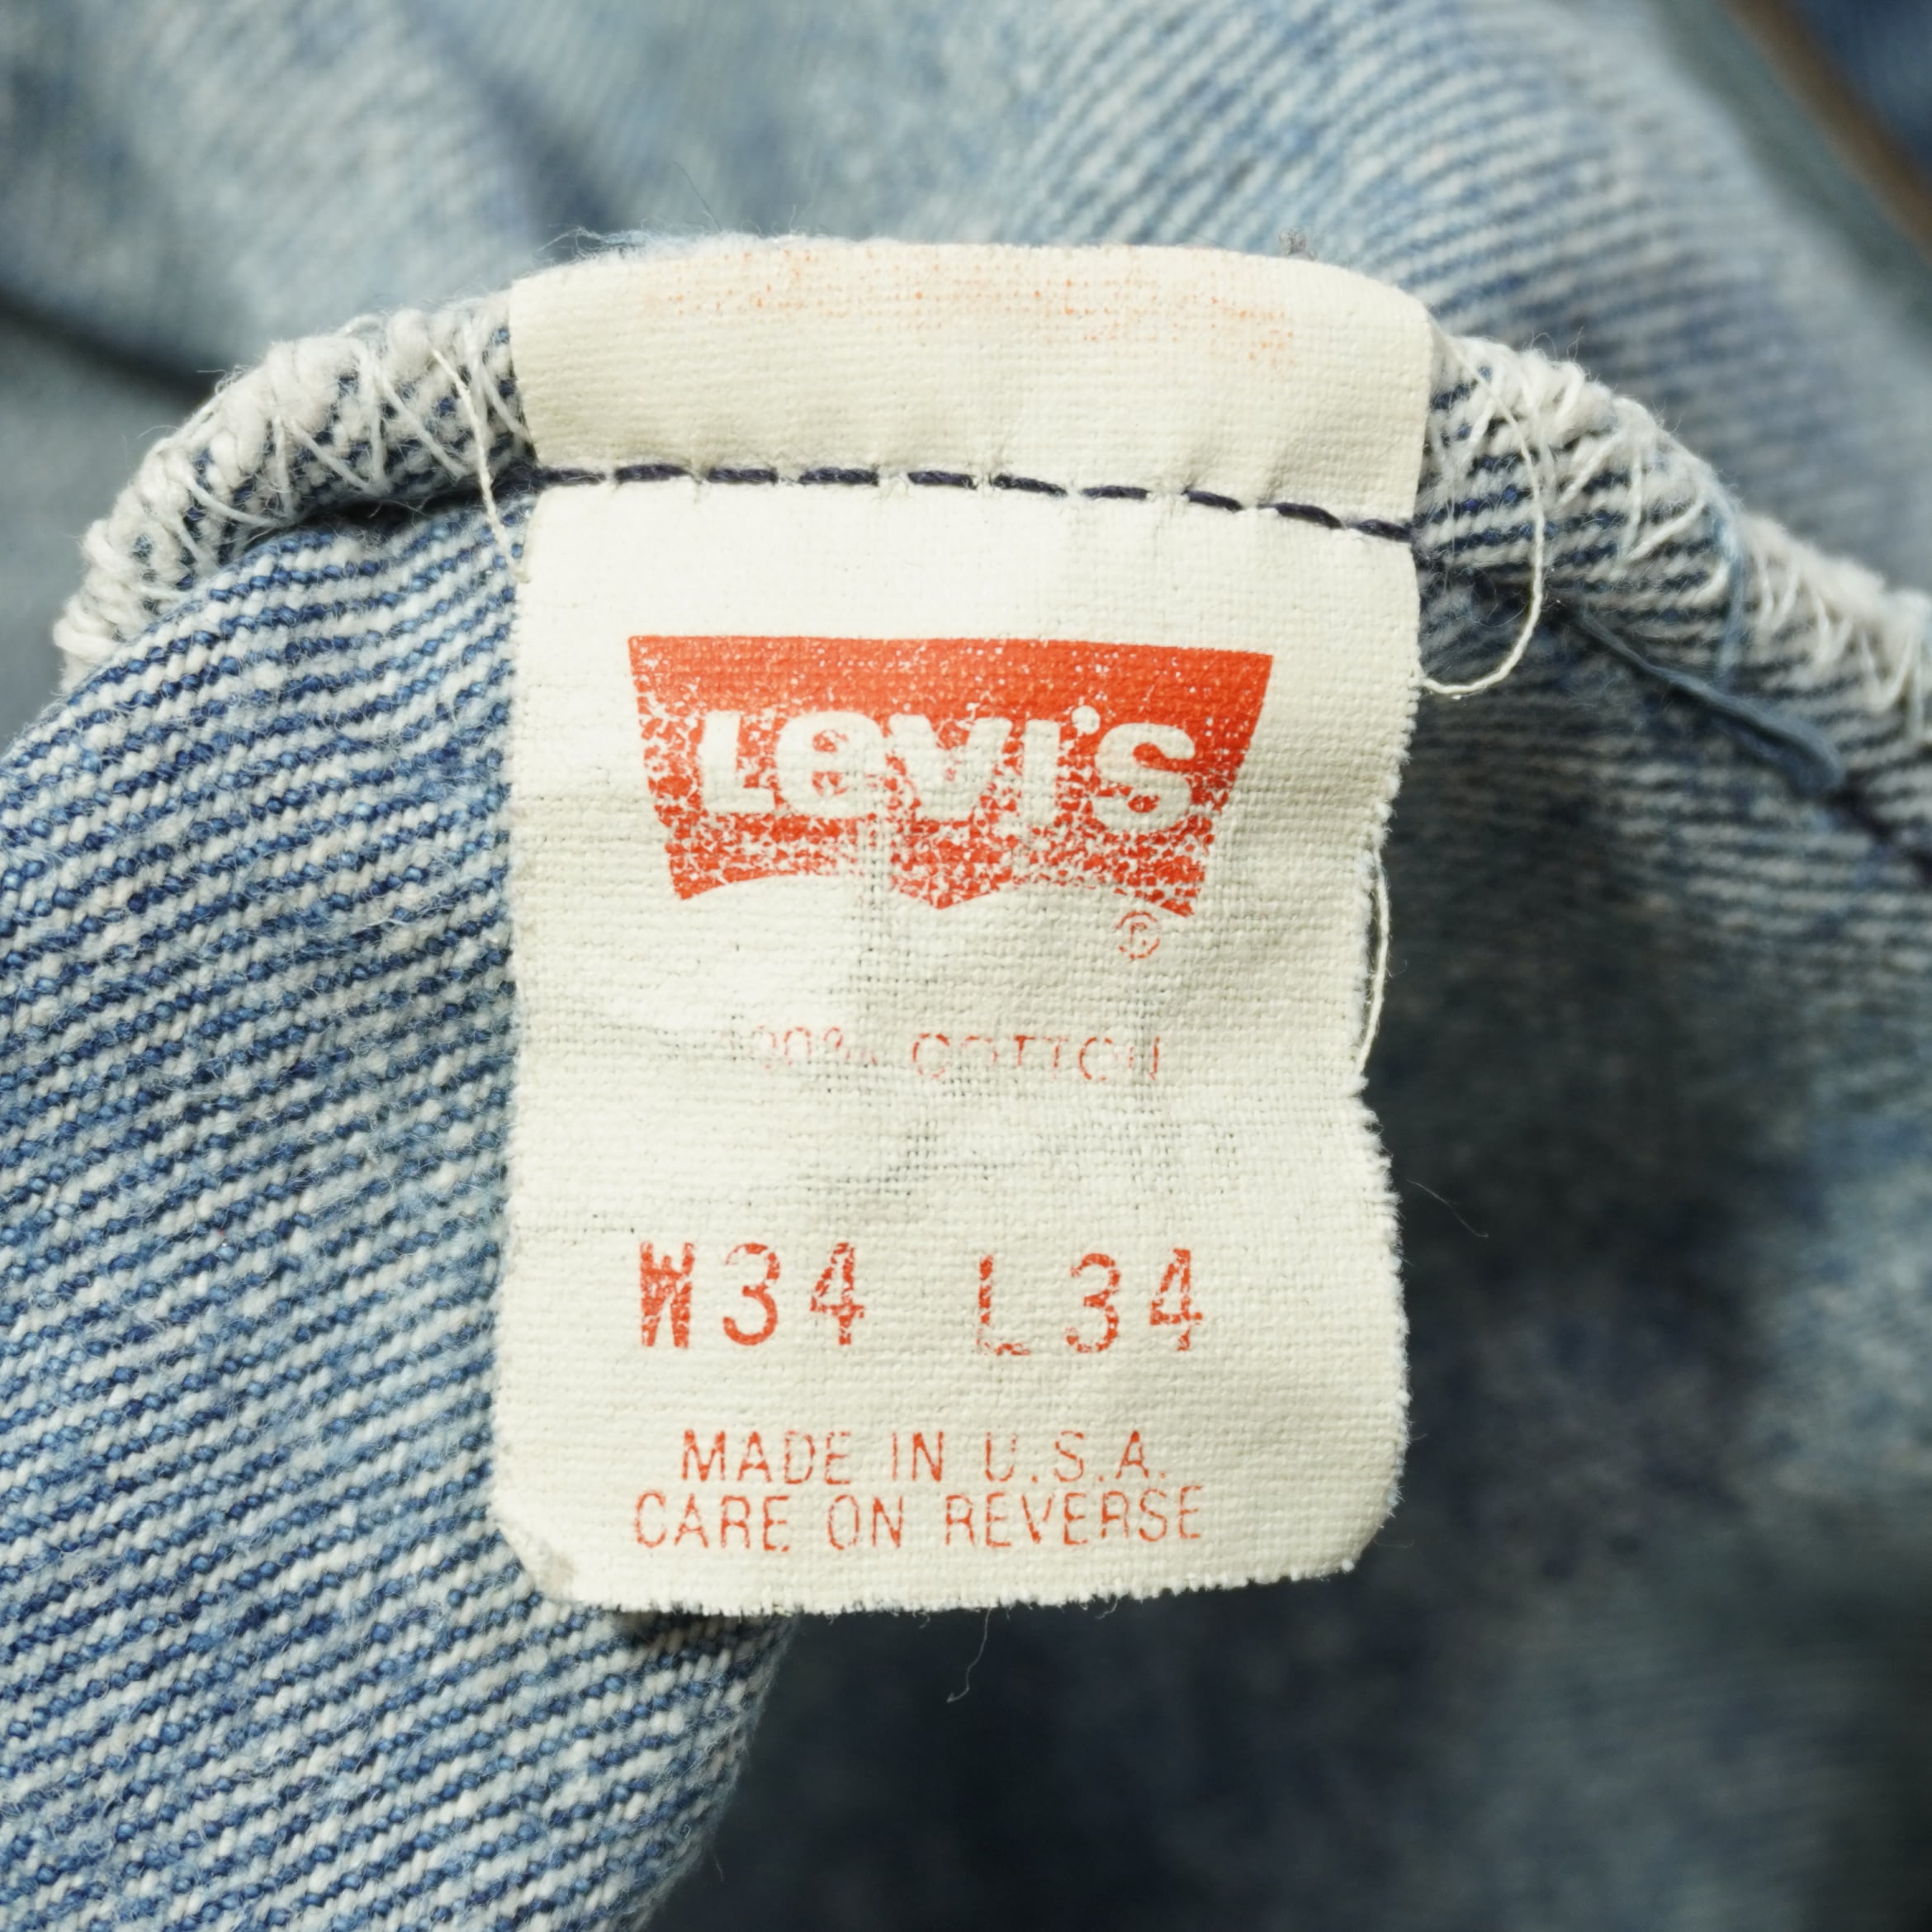 Levi's
®
100% COTTON
W34 L34
MADE IN U.S.A.
CARE ON REVERSE